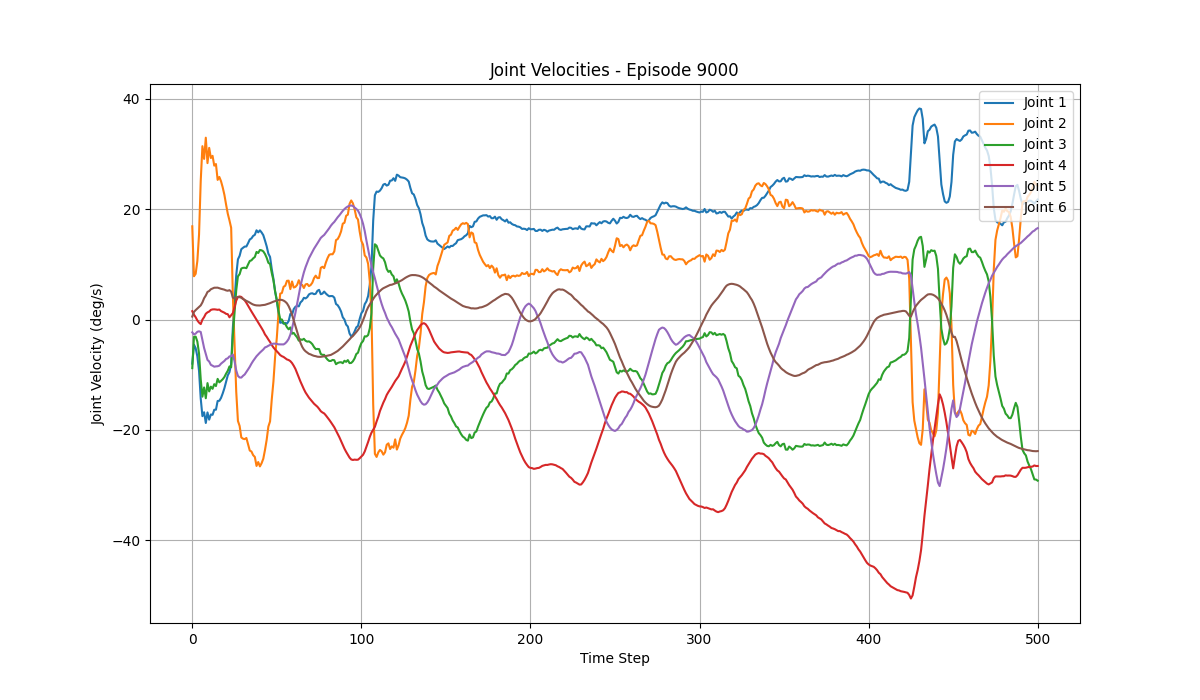 Joint Velocities - Episode 9000
Joint Velocity (deg/s)
40
20
0
−20
−40
0
100
200
300
400
500
Time Step
Joint 1
Joint 2
Joint 3
Joint 4
Joint 5
Joint 6